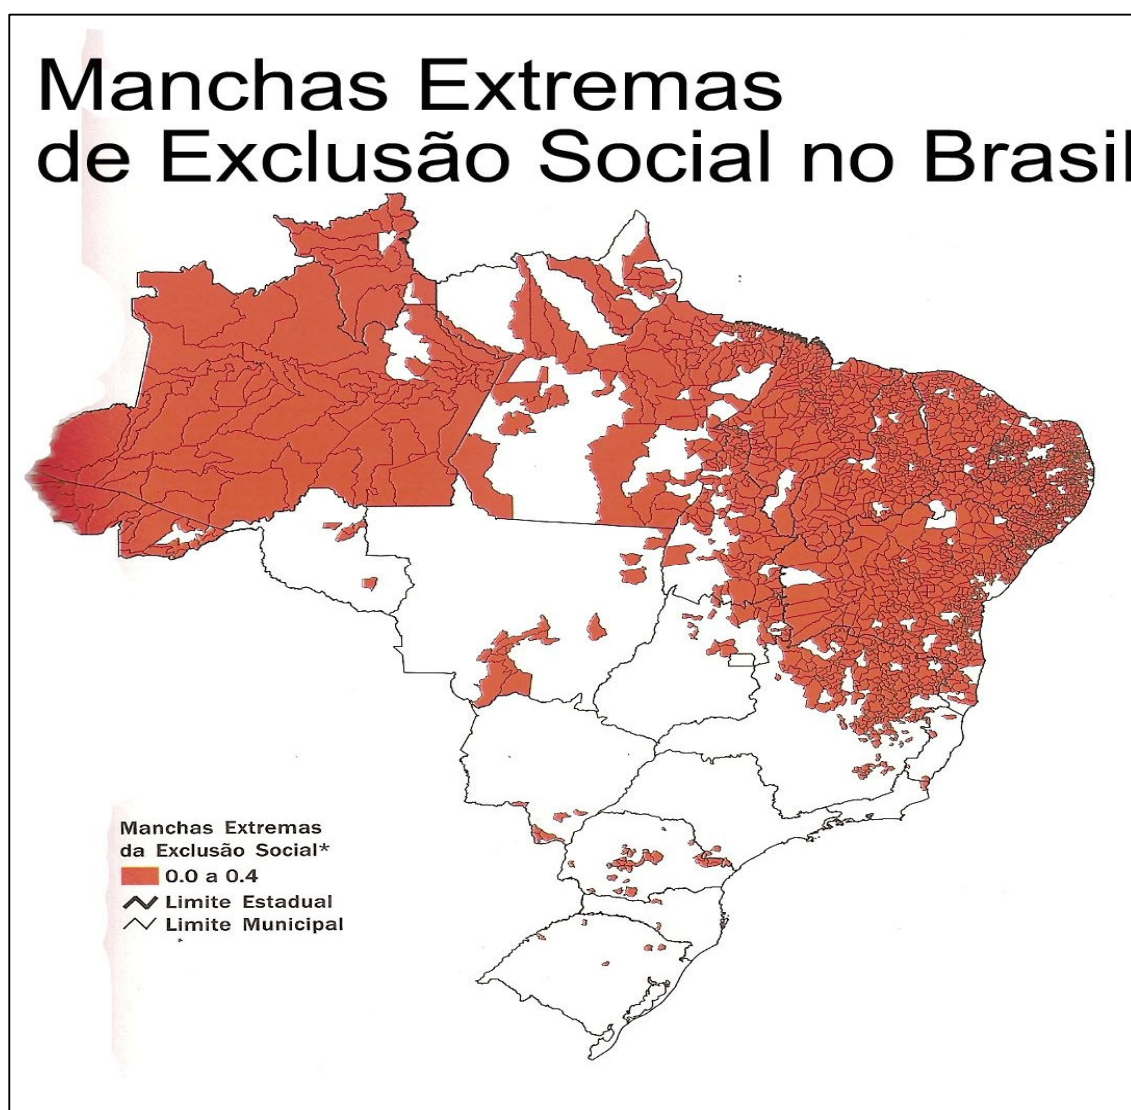 Manchas Extremas
de Exclusão Social no Brasil
Manchas Extremas
da Exclusão Social*
0.0 a 0.4
Limite Estadual
Limite Municipal